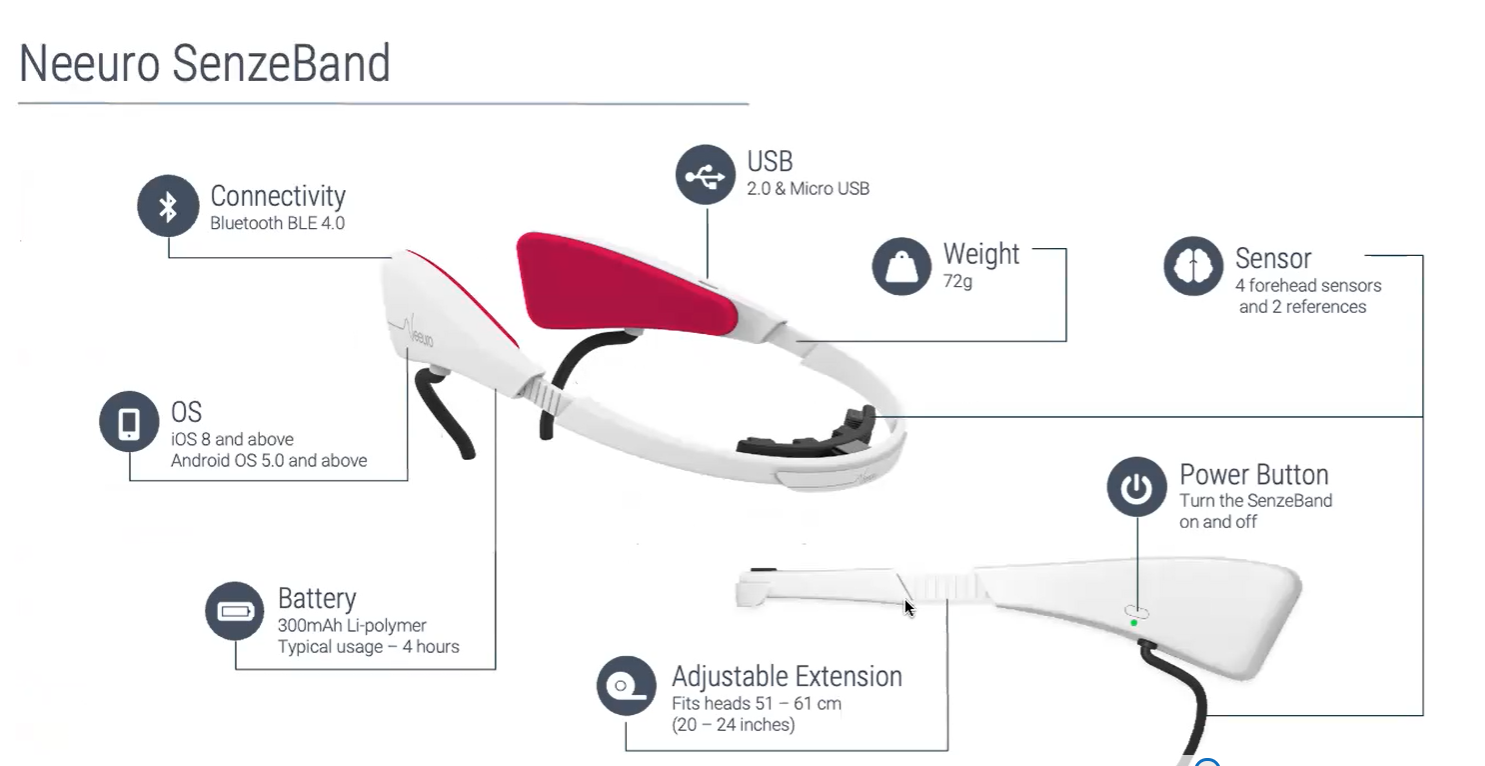 Neeuro SenzeBand
USB
2.0 & Micro USB
Connectivity
Bluetooth BLE 4.0
Weight
72g
Sensor
4 forehead sensors
and 2 references
Neeuro
OS
iOS 8 and above
Android OS 5.0 and above
Power Button
Turn the SenzeBand
on and off
Battery
300mAh Li-polymer
Typical usage – 4 hours
Adjustable Extension
Fits heads 51 – 61 cm
(20 – 24 inches)